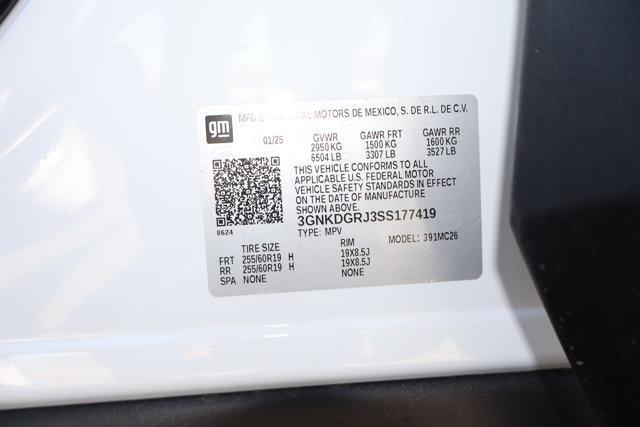 gm
MFG BY GENERAL MOTORS DE MEXICO, S. DE R.L. DE C.V.
01/25 GVWR GAWR FRT GAWR RR
2950 KG 1500 KG 1600 KG
6504 LB 3307 LB 3527 LB
THIS VEHICLE CONFORMS TO ALL
APPLICABLE U.S. FEDERAL MOTOR
VEHICLE SAFETY STANDARDS IN EFFECT
ON THE DATE OF MANUFACTURE
3GNKDGRJ3SS177419
8624
TYPE: MPV MODEL: 391MC26
TIRE SIZE RIM
FRT 255/60R19 H 19X8.5J
RR 255/60R19 H 19X8.5J
SPA NONE NONE